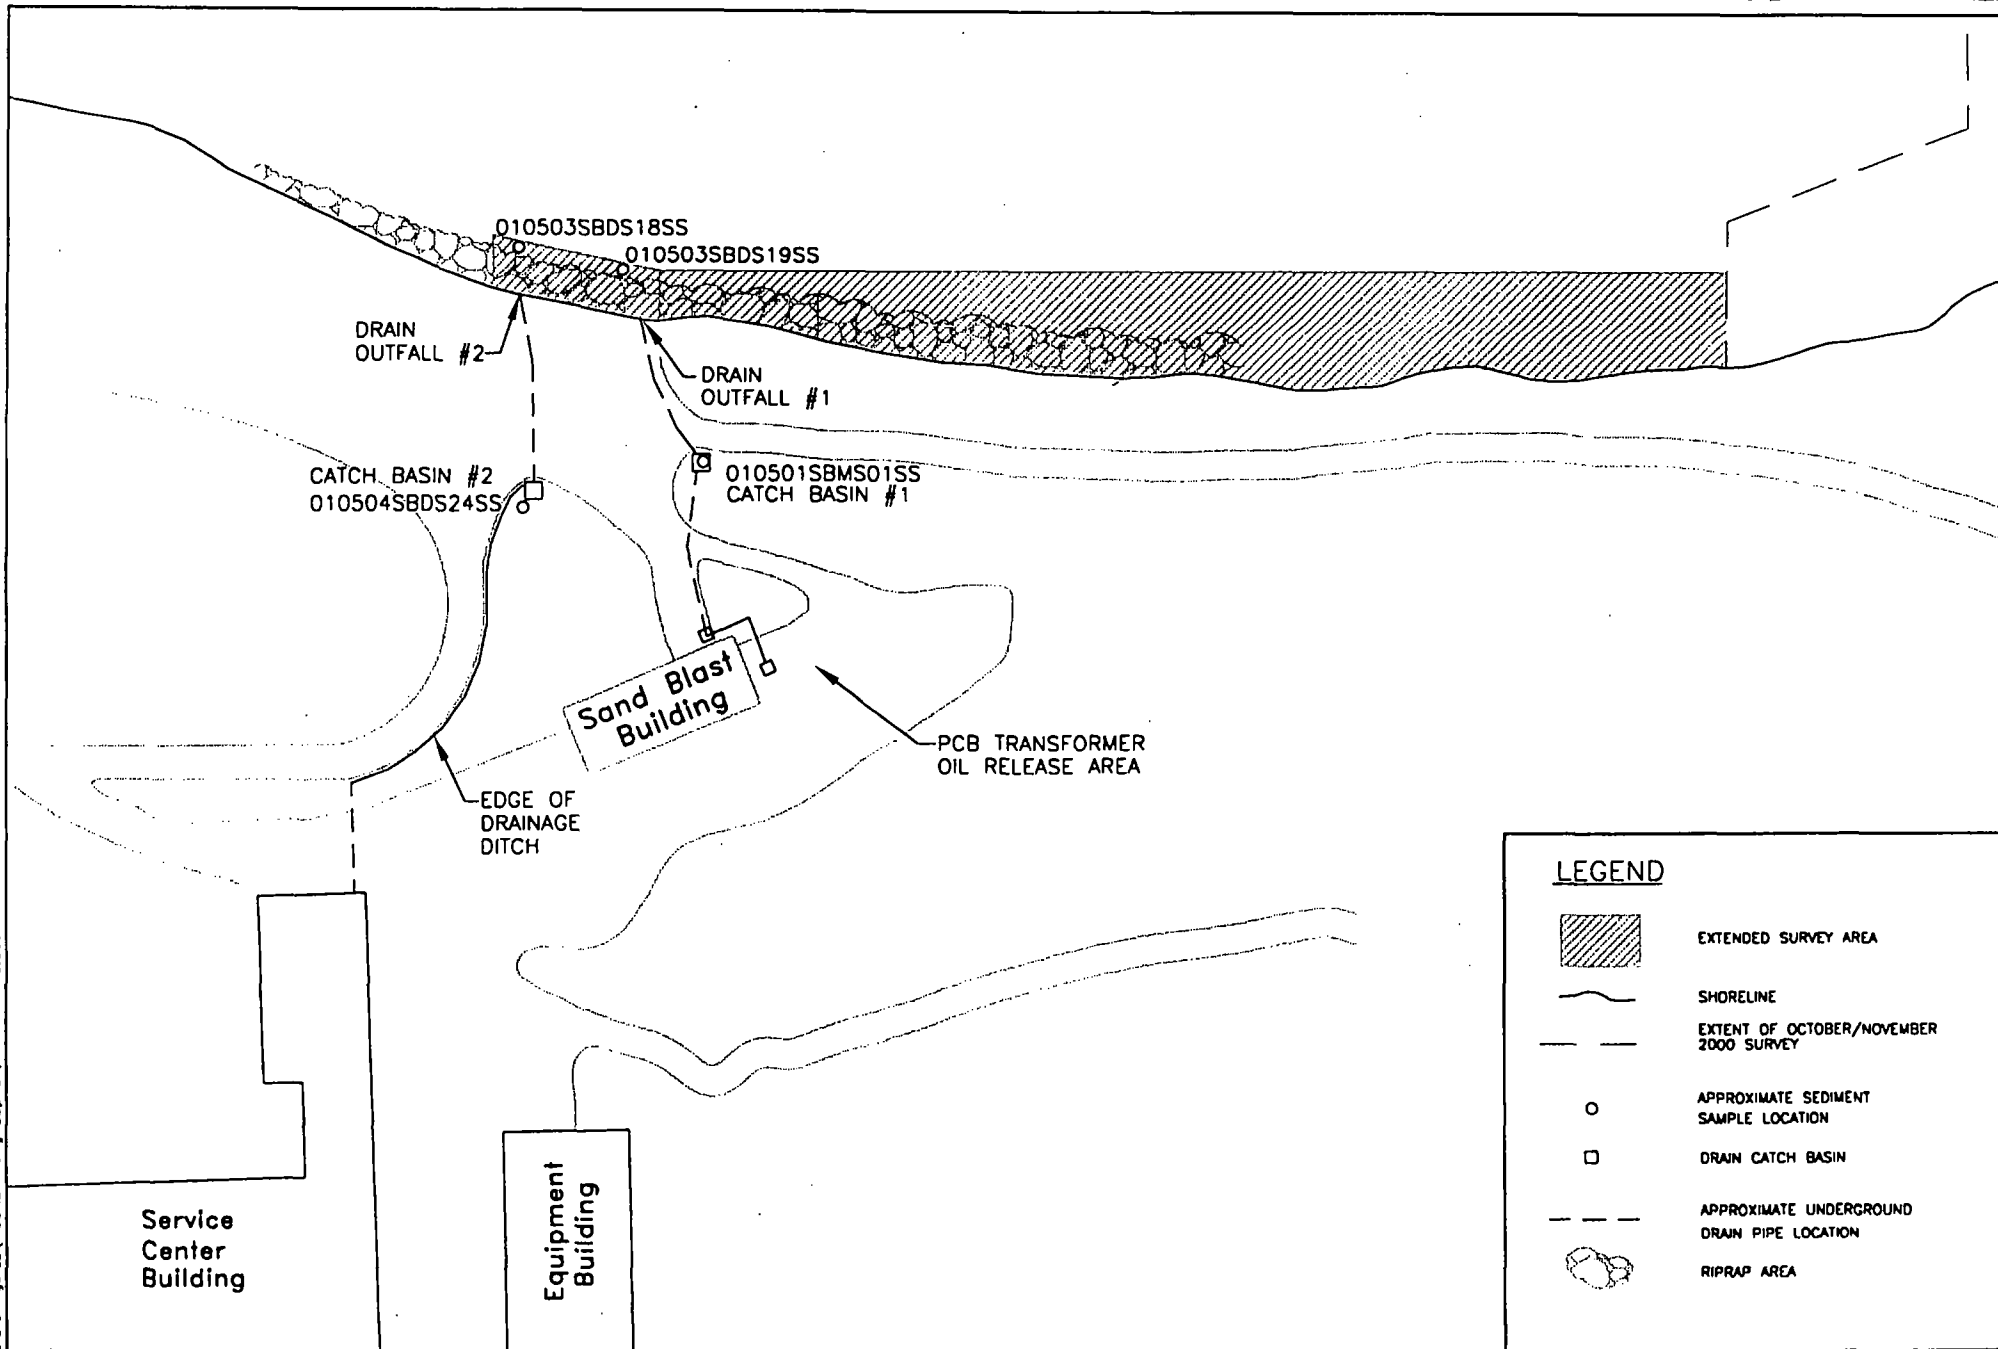 010503SBDS18SS
010503SBDS19SS
DRAIN
OUTFALL #2
DRAIN
OUTFALL #1
CATCH BASIN #2
010504SBDS24SS
010501SBMS01SS
CATCH BASIN #1
Sand Blast
Building
PCB TRANSFORMER
OIL RELEASE AREA
EDGE OF
DRAINAGE
DITCH
Service
Center
Building
Equipment
Building
LEGEND
EXTENDED SURVEY AREA
SHORELINE
EXTENT OF OCTOBER/NOVEMBER
2000 SURVEY
APPROXIMATE SEDIMENT
SAMPLE LOCATION
DRAIN CATCH BASIN
APPROXIMATE UNDERGROUND
DRAIN PIPE LOCATION
RIPRAP AREA